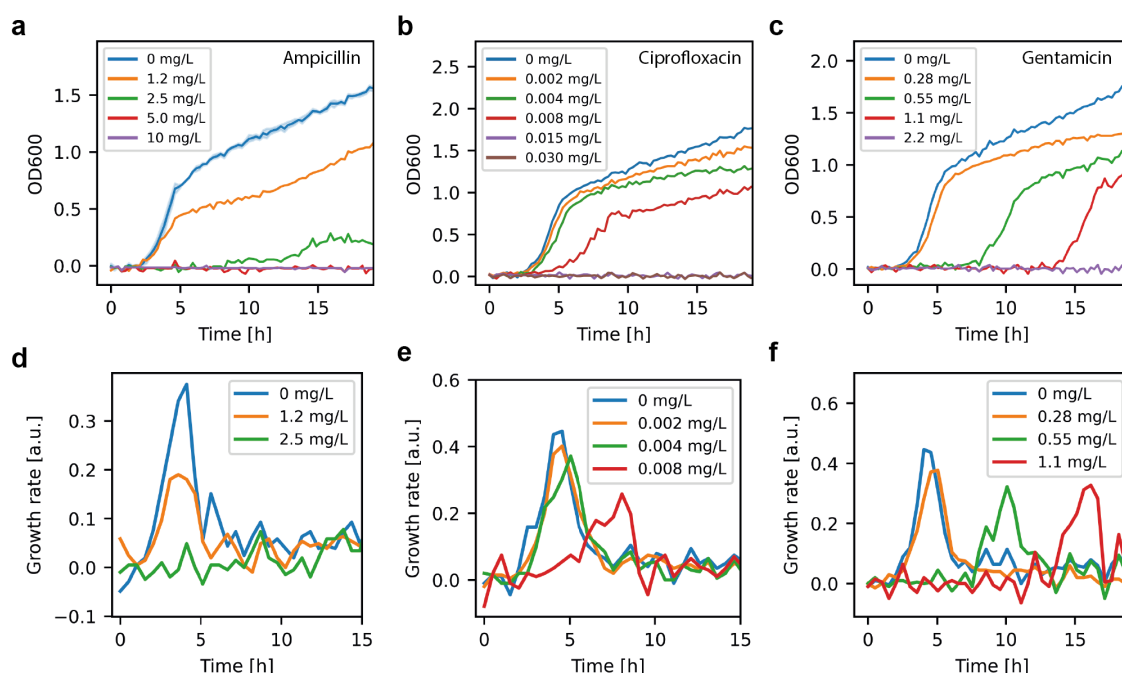 a
Ampicillin
0 mg/L
1.2 mg/L
2.5 mg/L
5.0 mg/L
10 mg/L
OD600
1.5
1.0
0.5
0.0
0
5
10
15
Time [h]
b
Ciprofloxacin
0 mg/L
0.002 mg/L
0.004 mg/L
0.008 mg/L
0.015 mg/L
0.030 mg/L
OD600
2.5
2.0
1.5
1.0
0.5
0.0
0
5
10
15
Time [h]
c
Gentamicin
0 mg/L
0.28 mg/L
0.55 mg/L
1.1 mg/L
2.2 mg/L
OD600
2.0
1.5
1.0
0.5
0.0
0
5
10
15
Time [h]
d
0 mg/L
1.2 mg/L
2.5 mg/L
Growth rate [a.u.]
0.3
0.2
0.1
0.0
−0.1
0
5
10
15
Time [h]
e
0 mg/L
0.002 mg/L
0.004 mg/L
0.008 mg/L
Growth rate [a.u.]
0.6
0.4
0.2
0.0
0
5
10
15
Time [h]
f
0 mg/L
0.28 mg/L
0.55 mg/L
1.1 mg/L
Growth rate [a.u.]
0.6
0.4
0.2
0.0
0
5
10
15
Time [h]